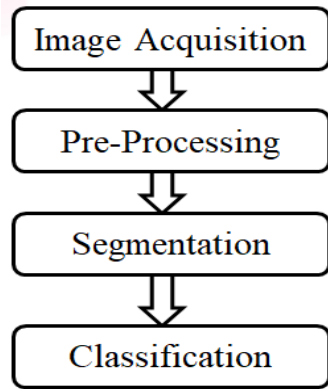 Image Acquisition
Pre-Processing
Segmentation
Classification